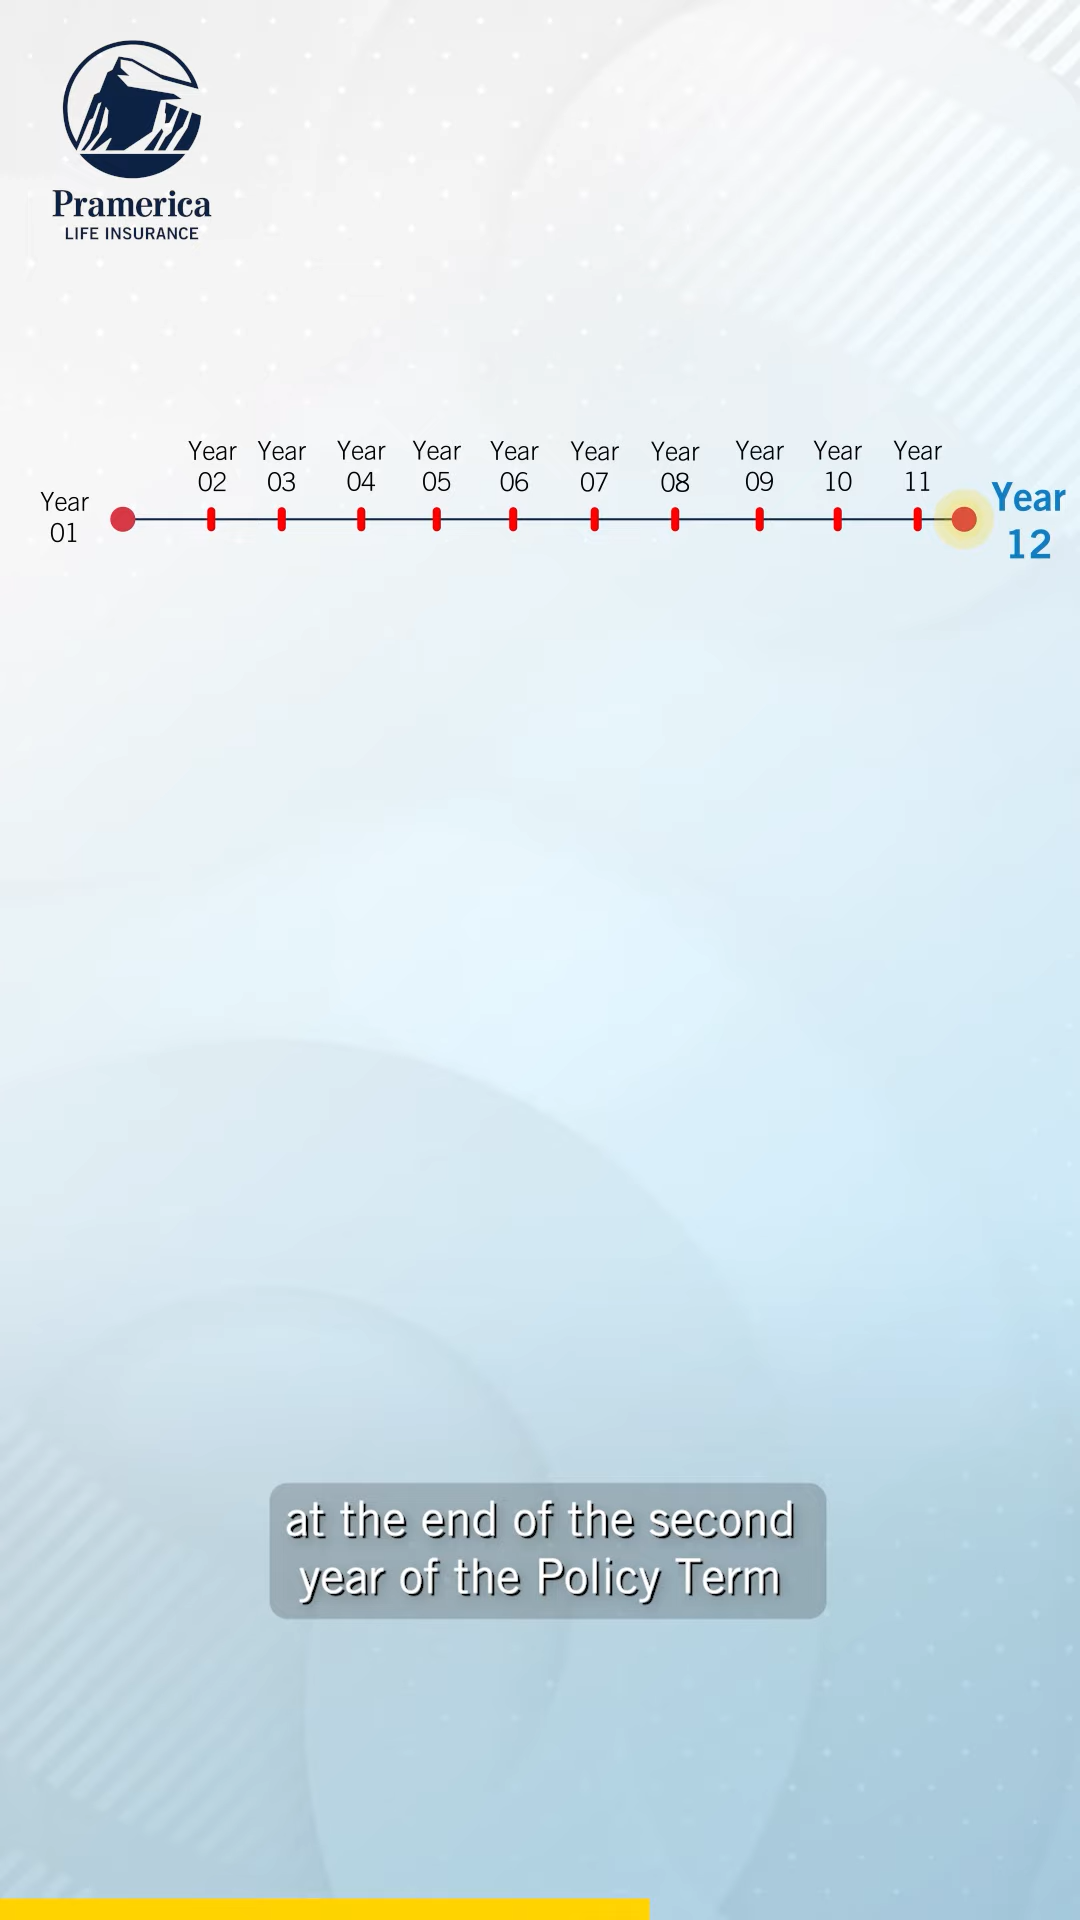 Pramerica
LIFE INSURANCE
Year
01
Year
02
Year
03
Year
04
Year
05
Year
06
Year
07
Year
08
Year
09
Year
10
Year
11
Year
12
at the end of the second
year of the Policy Term